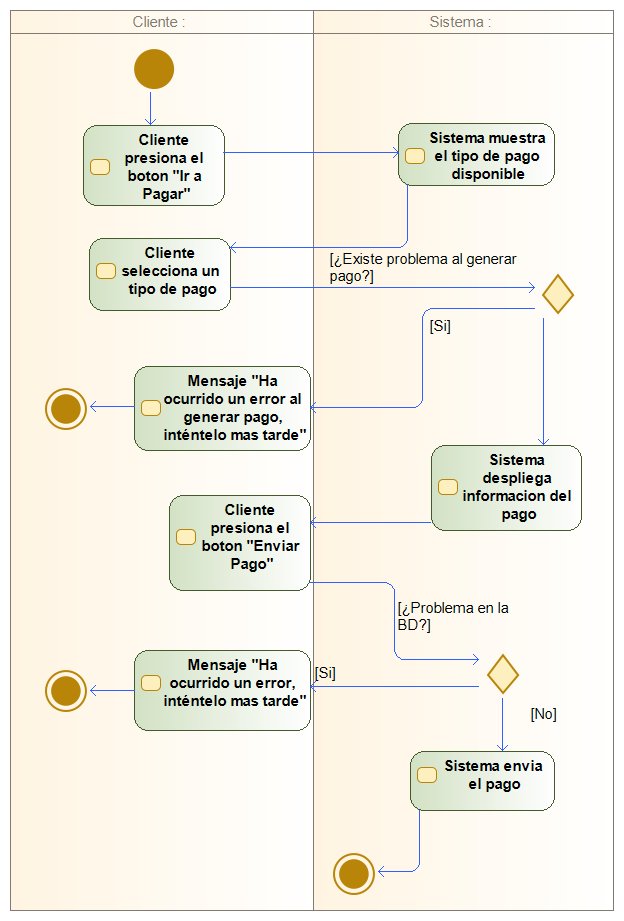 Cliente :
Sistema :
Cliente
presiona el
boton "Ir a
Pagar"
Sistema muestra
el tipo de pago
disponible
Cliente
selecciona un
tipo de pago
[¿Existe problema al generar
pago?]
[Si]
Mensaje "Ha
ocurrido un error al
generar pago,
inténtelo mas tarde"
Sistema
despliega
informacion del
pago
Cliente
presiona el
boton "Enviar
Pago"
[¿Problema en la
BD?]
Mensaje "Ha
ocurrido un error,
inténtelo mas tarde"
[Si]
[No]
Sistema envia
el pago